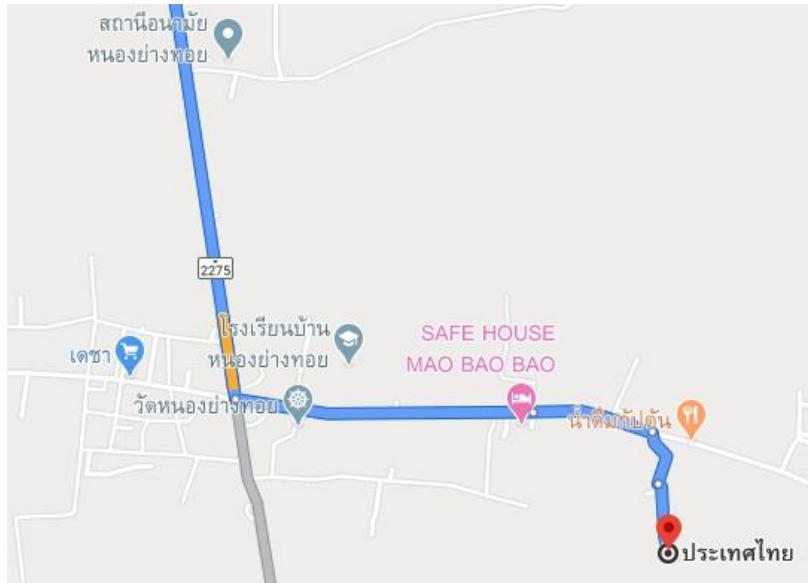 สถานีอนามัย
หนองย่างทอย
2275
โรงเรียนบ้าน
หนองย่างทอย
SAFE HOUSE
MAO BAO BAO
เดชา
วัดหนองย่างทอย
น้ำดื่มกัปตัน
ประเทศไทย